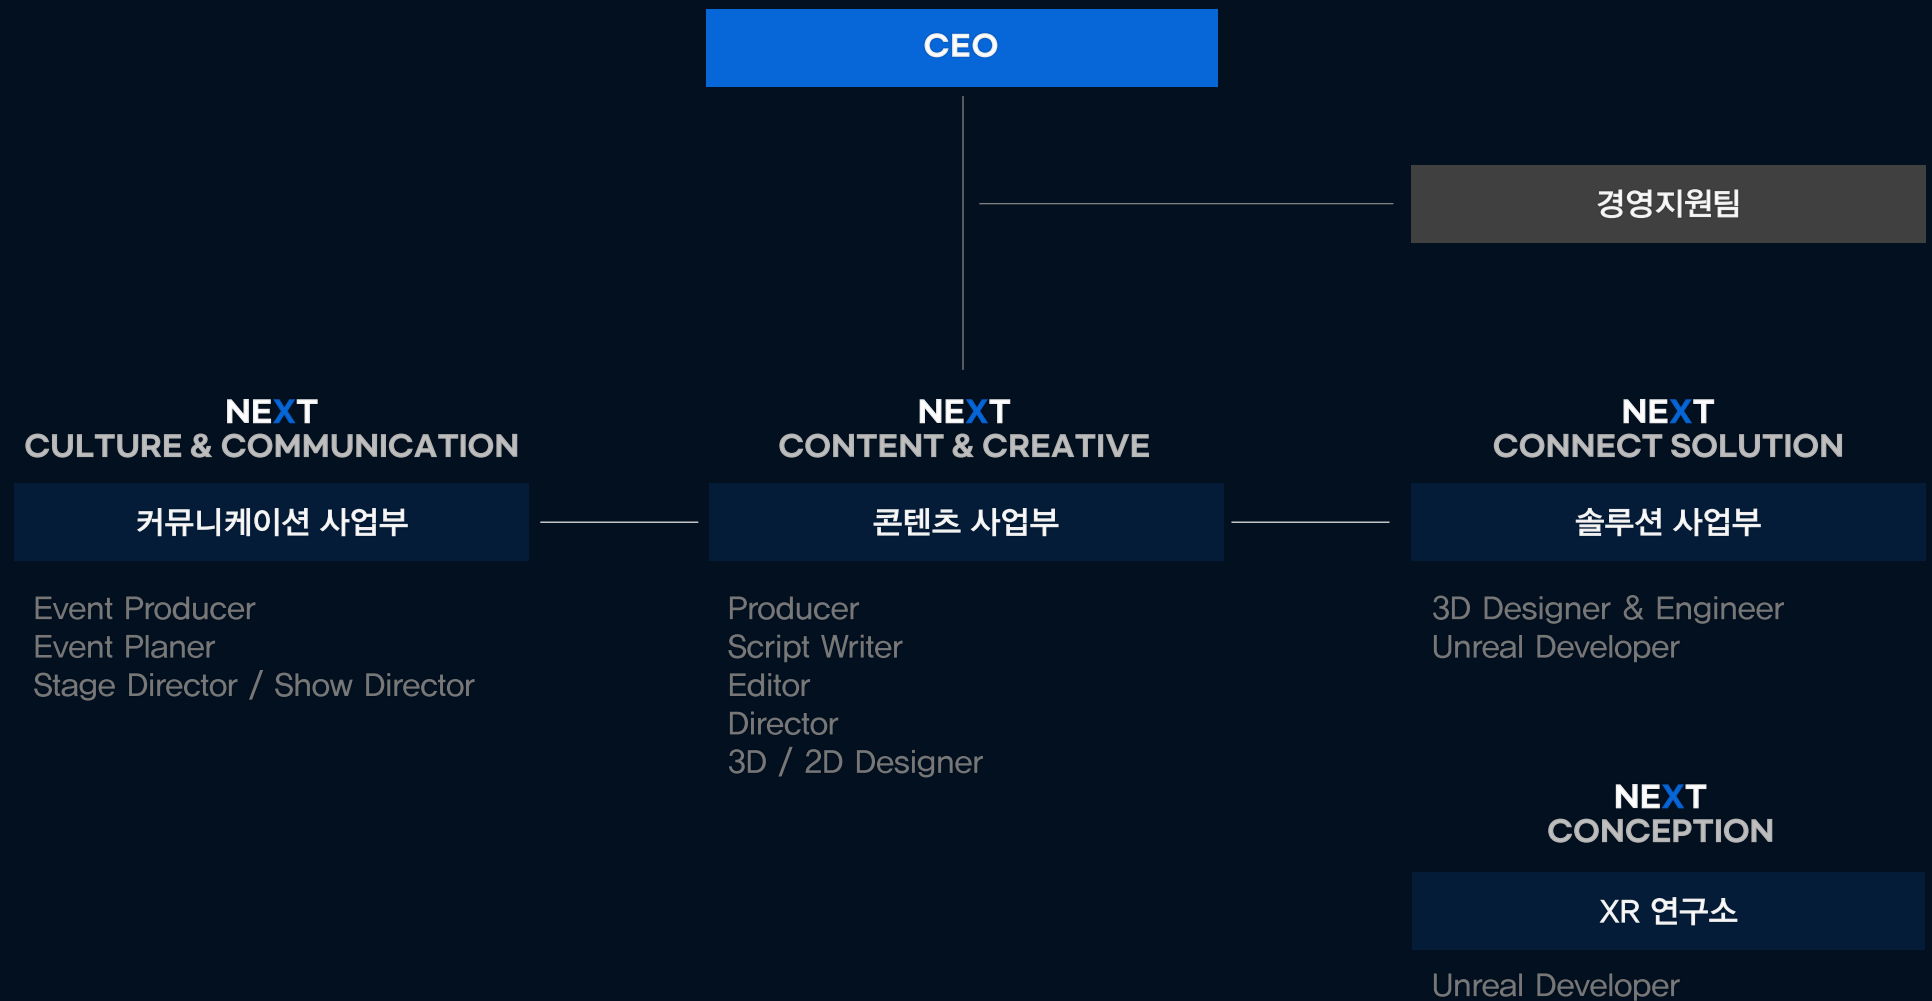 CEO
경영지원팀
NEXT
CULTURE & COMMUNICATION
커뮤니케이션 사업부
Event Producer
Event Planer
Stage Director / Show Director
NEXT
CONTENT & CREATIVE
콘텐츠 사업부
Producer
Script Writer
Editor
Director
3D / 2D Designer
NEXT
CONNECT SOLUTION
솔루션 사업부
3D Designer & Engineer
Unreal Developer
NEXT
CONCEPTION
XR 연구소
Unreal Developer